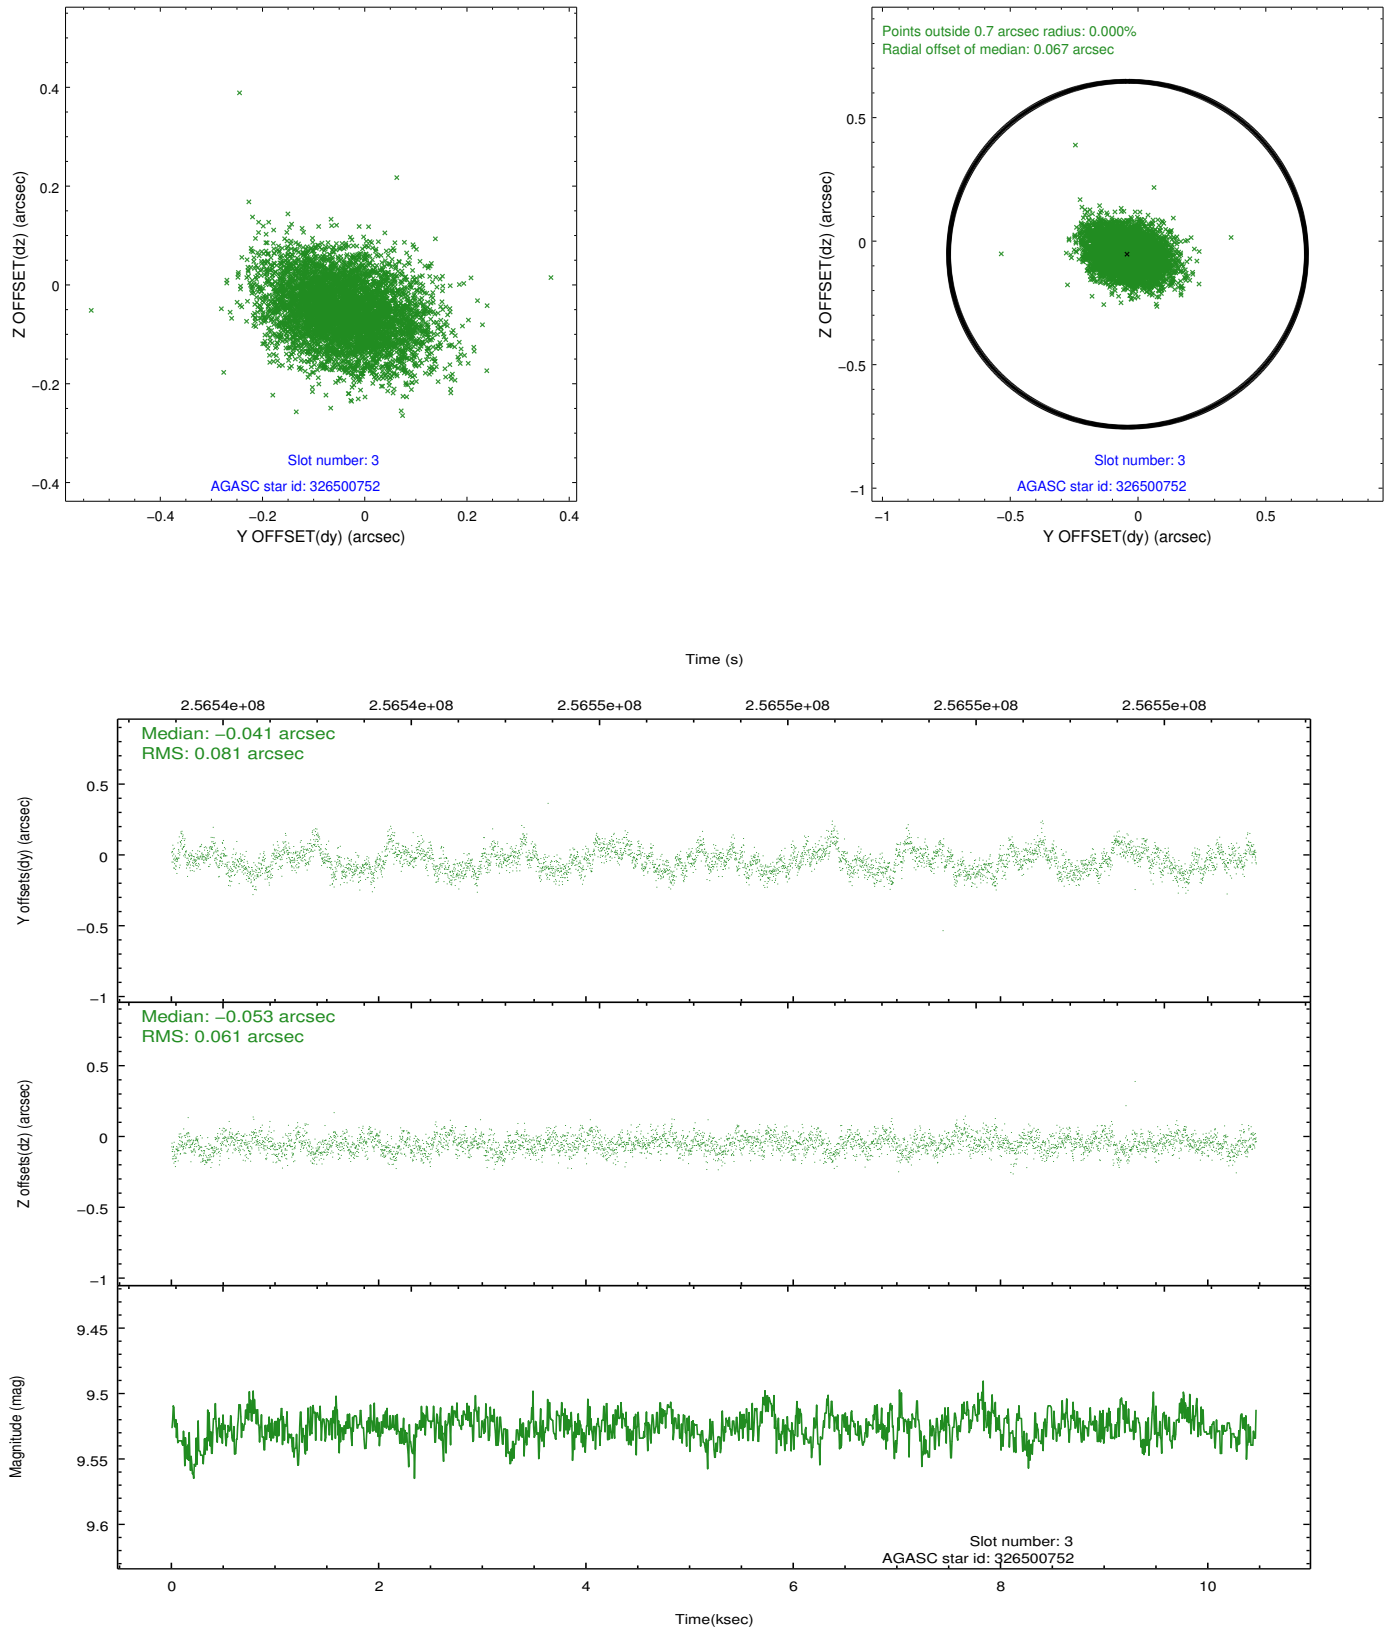 0.4
0.2
0
−0.2
−0.4
Z OFFSET(dz) (arcsec)
Slot number: 3
AGASC star id: 326500752
−0.4
−0.2
0
0.2
0.4
Y OFFSET(dy) (arcsec)
Points outside 0.7 arcsec radius: 0.000%
Radial offset of median: 0.067 arcsec
0.5
0
−0.5
−1
Z OFFSET(dz) (arcsec)
Slot number: 3
AGASC star id: 326500752
−1
−0.5
0
0.5
Y OFFSET(dy) (arcsec)
Time (s)
2.5654e+08
2.5654e+08
2.5655e+08
2.5655e+08
2.5655e+08
2.5655e+08
Median: −0.041 arcsec
RMS: 0.081 arcsec
0.5
0
−0.5
−1
Y offsets(dy) (arcsec)
Median: −0.053 arcsec
RMS: 0.061 arcsec
0.5
0
−0.5
−1
Z offsets(dz) (arcsec)
9.45
9.5
9.55
9.6
Magnitude (mag)
Slot number: 3
AGASC star id: 326500752
0
2
4
6
8
10
Time(ksec)